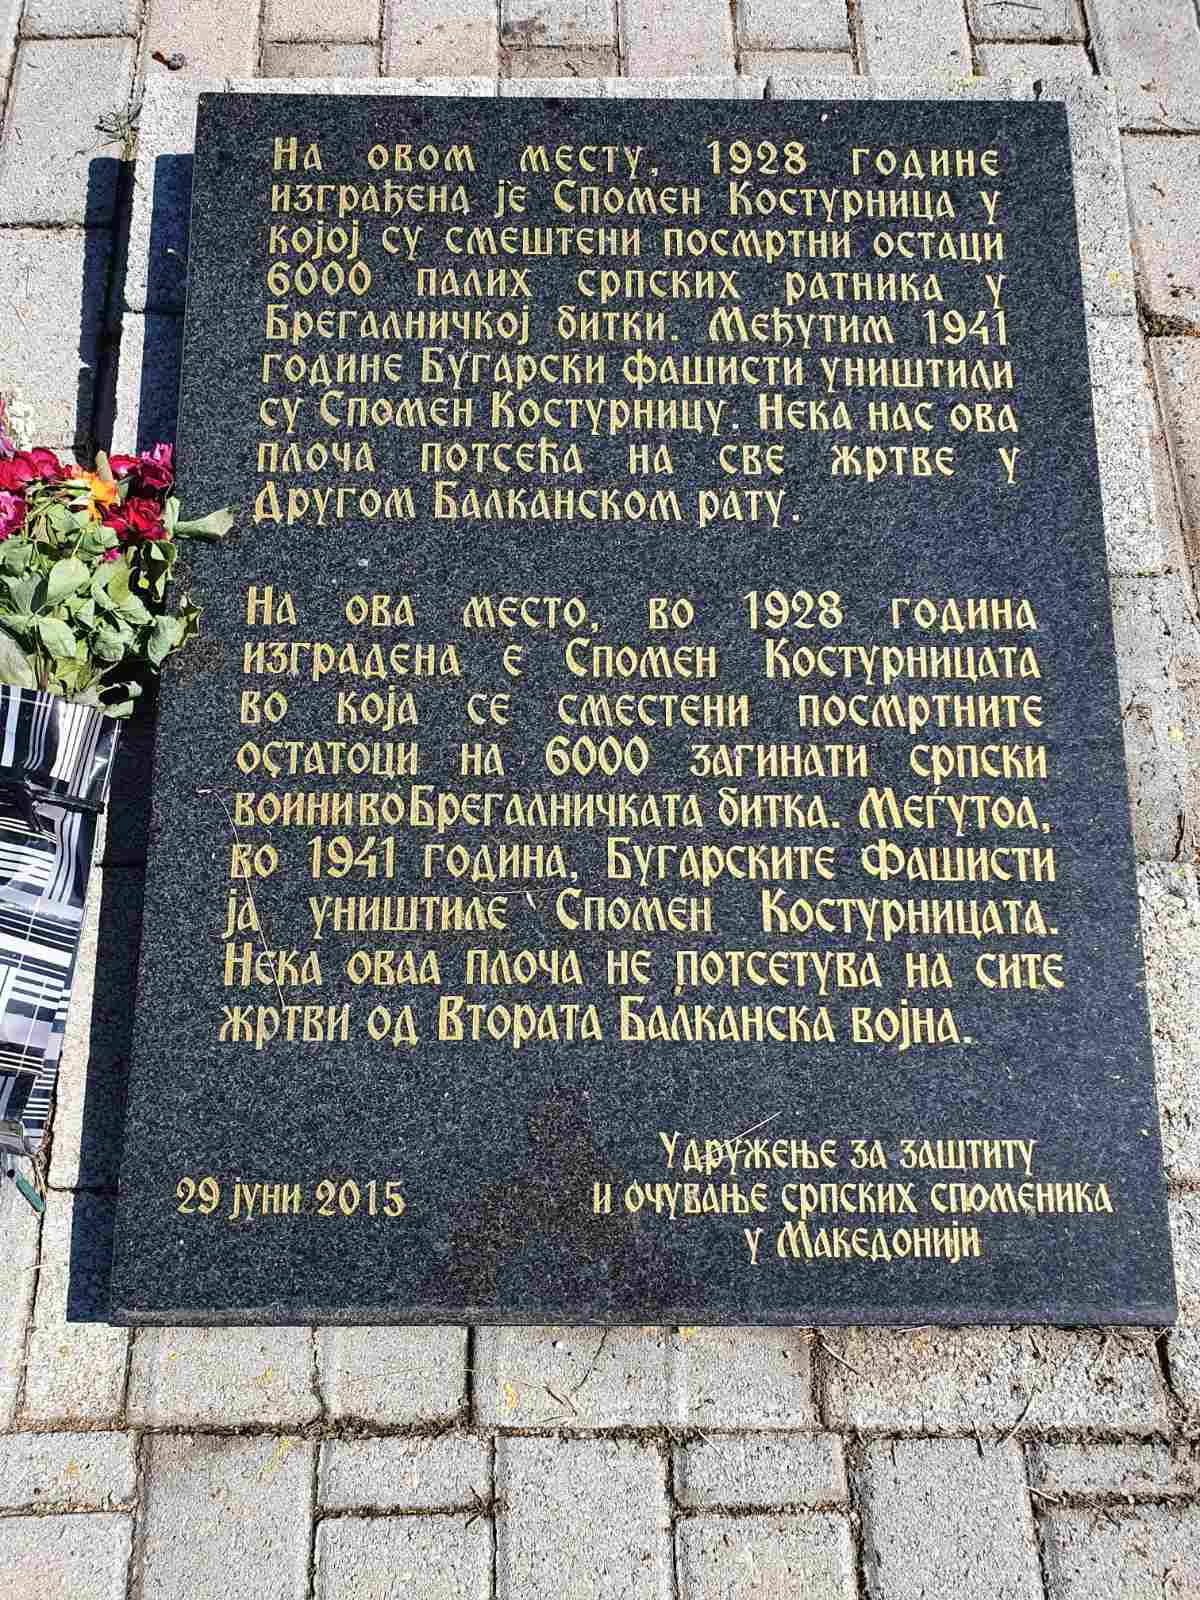 На овом месту, 1928 године
изграђена је Спомен Костурница у
којој су смештени посмртни остаци
6000 палих српских ратника у
Брегалничкој битки. Међутим 1941
године Бугарски фашисти уништили
су Спомен Костурницу. Нека нас ова
плоча потсећа на све жртве у
Другом Балканском рату.
На ова место, во 1928 година
изградена е Спомен Костурницата
во која се сместени посмртните
остатоци на 6000 загинати српски
воини во Брегалничката битка. Меѓутоа,
во 1941 година, Бугарските Фашисти
ја уништиле Спомен Костурницата.
Нека оваа плоча не потсетува на сите
жртви од Втората Балканска војна.
29 јуни 2015
Удружење за заштиту
и очување српских споменика
у Македонији